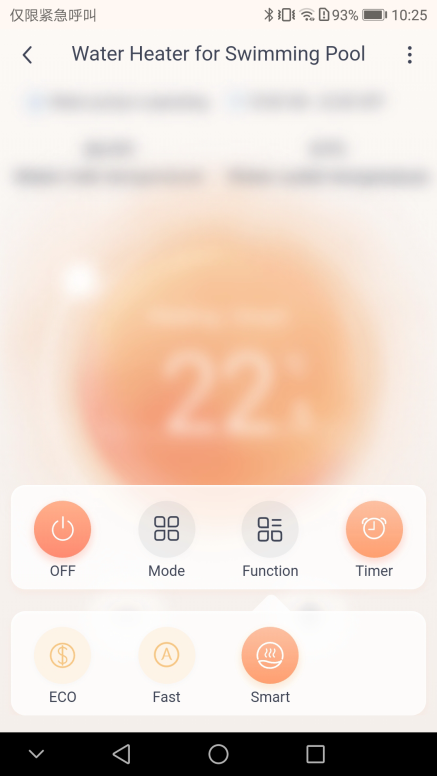 仅限紧急呼叫 93% 10:25
Water Heater for Swimming Pool
22
OFF Mode Function Timer
ECO Fast Smart